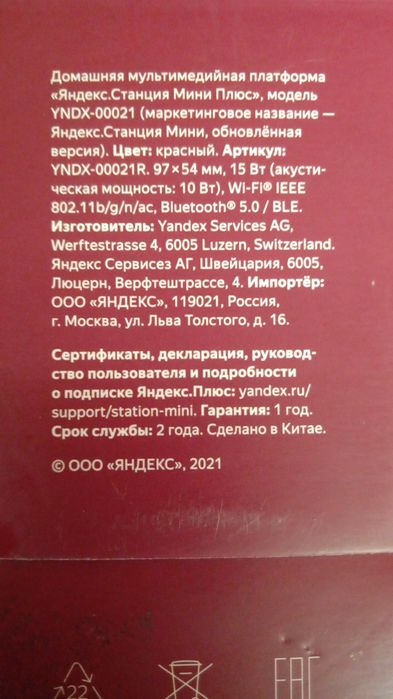 Домашняя мультимедийная платформа
«Яндекс.Станция Мини Плюс», модель
YNDX-00021 (маркетинговое название —
Яндекс.Станция Мини, обновлённая
версия). Цвет: красный. Артикул:
YNDX-00021R. 97×54 мм, 15 Вт (акусти-
ческая мощность: 10 Вт), Wi-Fi® IEEE
802.11b/g/n/ac, Bluetooth® 5.0 / BLE.
Изготовитель: Yandex Services AG,
Werftestrasse 4, 6005 Luzern, Switzerland.
Яндекс Сервисез АГ, Швейцария, 6005,
Люцерн, Верфтештрассе, 4. Импортёр:
ООО «ЯНДЕКС», 119021, Россия,
г. Москва, ул. Льва Толстого, д. 16.
Сертификаты, декларация, руковод-
ство пользователя и подробности
о подписке Яндекс.Плюс: yandex.ru/
support/station-mini. Гарантия: 1 год.
Срок службы: 2 года. Сделано в Китае.
© ООО «ЯНДЕКС», 2021
22
EAC